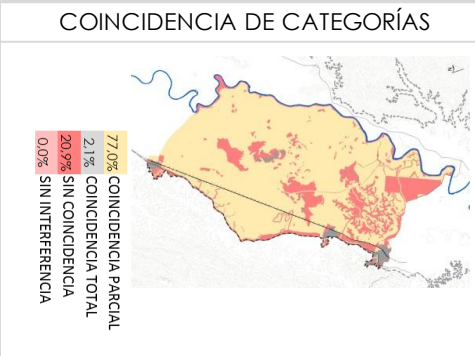 COINCIDENCIA DE CATEGORÍAS
77.0% COINCIDENCIA PARCIAL
2,1% COINCIDENCIA TOTAL
20,9% SIN COINCIDENCIA
0,0% SIN INTERFERENCIA